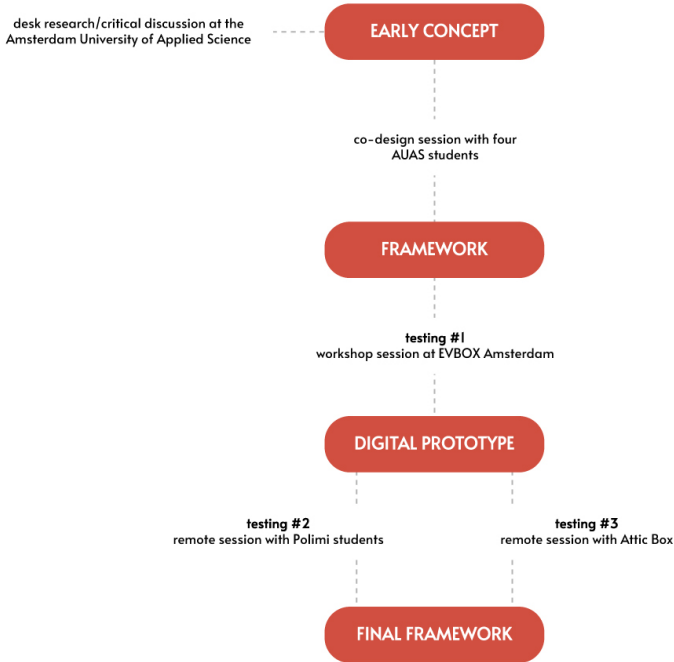 desk research/critical discussion at the
Amsterdam University of Applied Science
EARLY CONCEPT
co-design session with four
AUAS students
FRAMEWORK
testing #1
workshop session at EVBOX Amsterdam
DIGITAL PROTOTYPE
testing #2
remote session with Polimi students
testing #3
remote session with Attic Box
FINAL FRAMEWORK